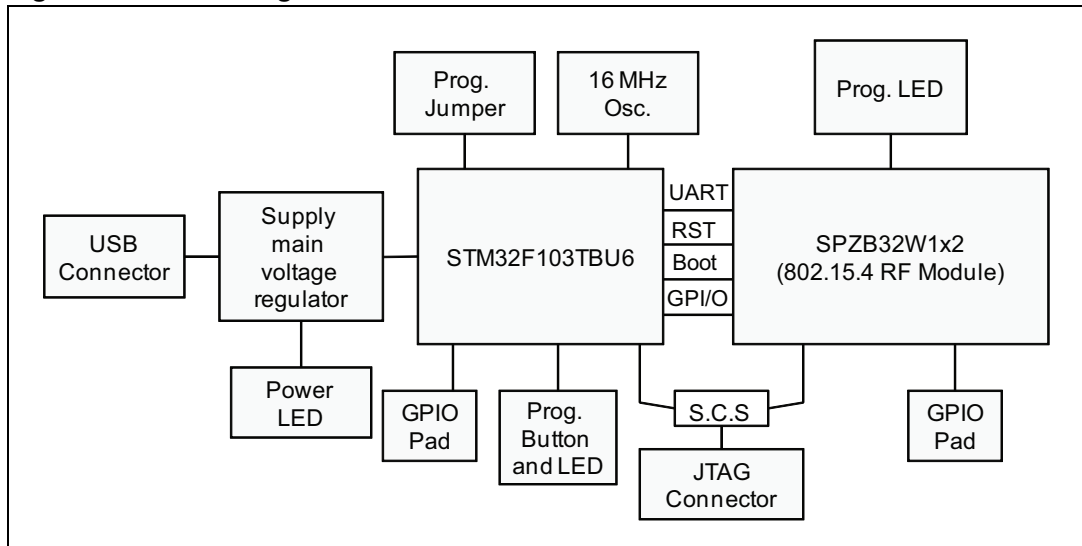 Prog.
Jumper
16 MHz
Osc.
Prog. LED
USB
Connector
Supply
main
voltage
regulator
STM32F103TBU6
UART
RST
Boot
GPI/O
SPZB32W1x2
(802.15.4 RF Module)
Power
LED
GPIO
Pad
Prog.
Button
and LED
S.C.S
JTAG
Connector
GPIO
Pad